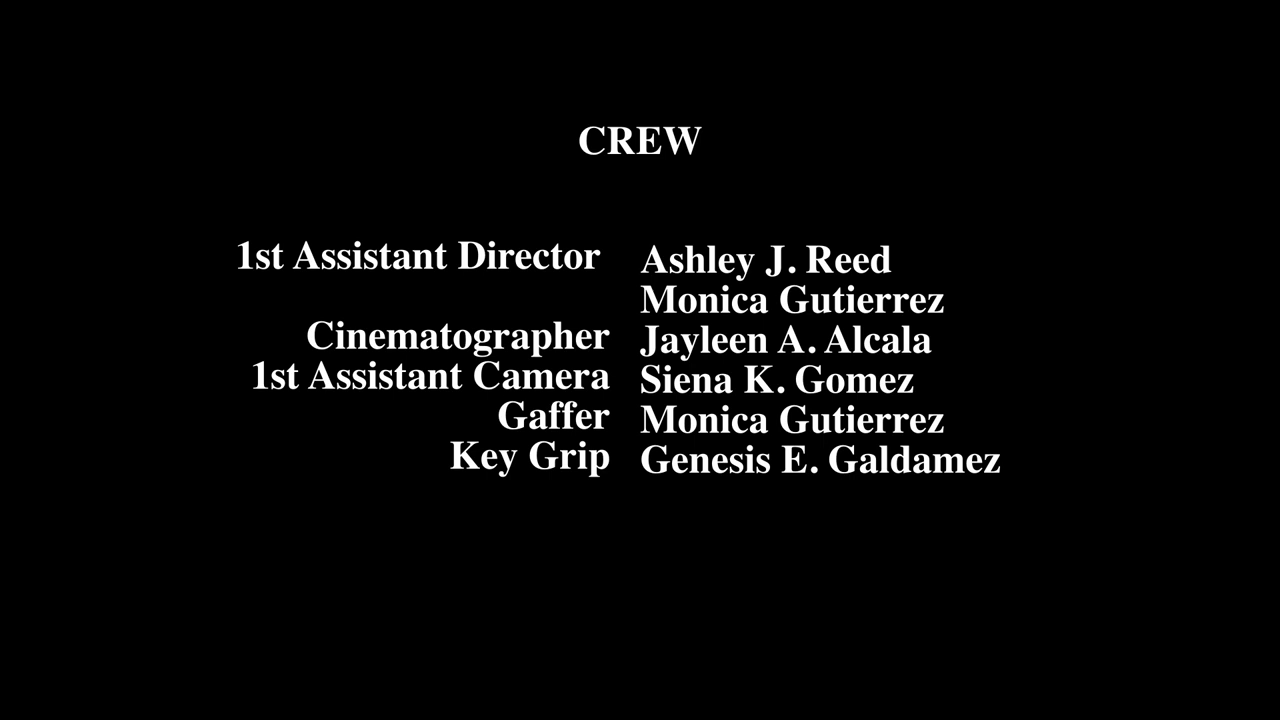 CREW
1st Assistant Director Ashley J. Reed
Monica Gutierrez
Cinematographer Jayleen A. Alcala
1st Assistant Camera Siena K. Gomez
Gaffer Monica Gutierrez
Key Grip Genesis E. Galdamez